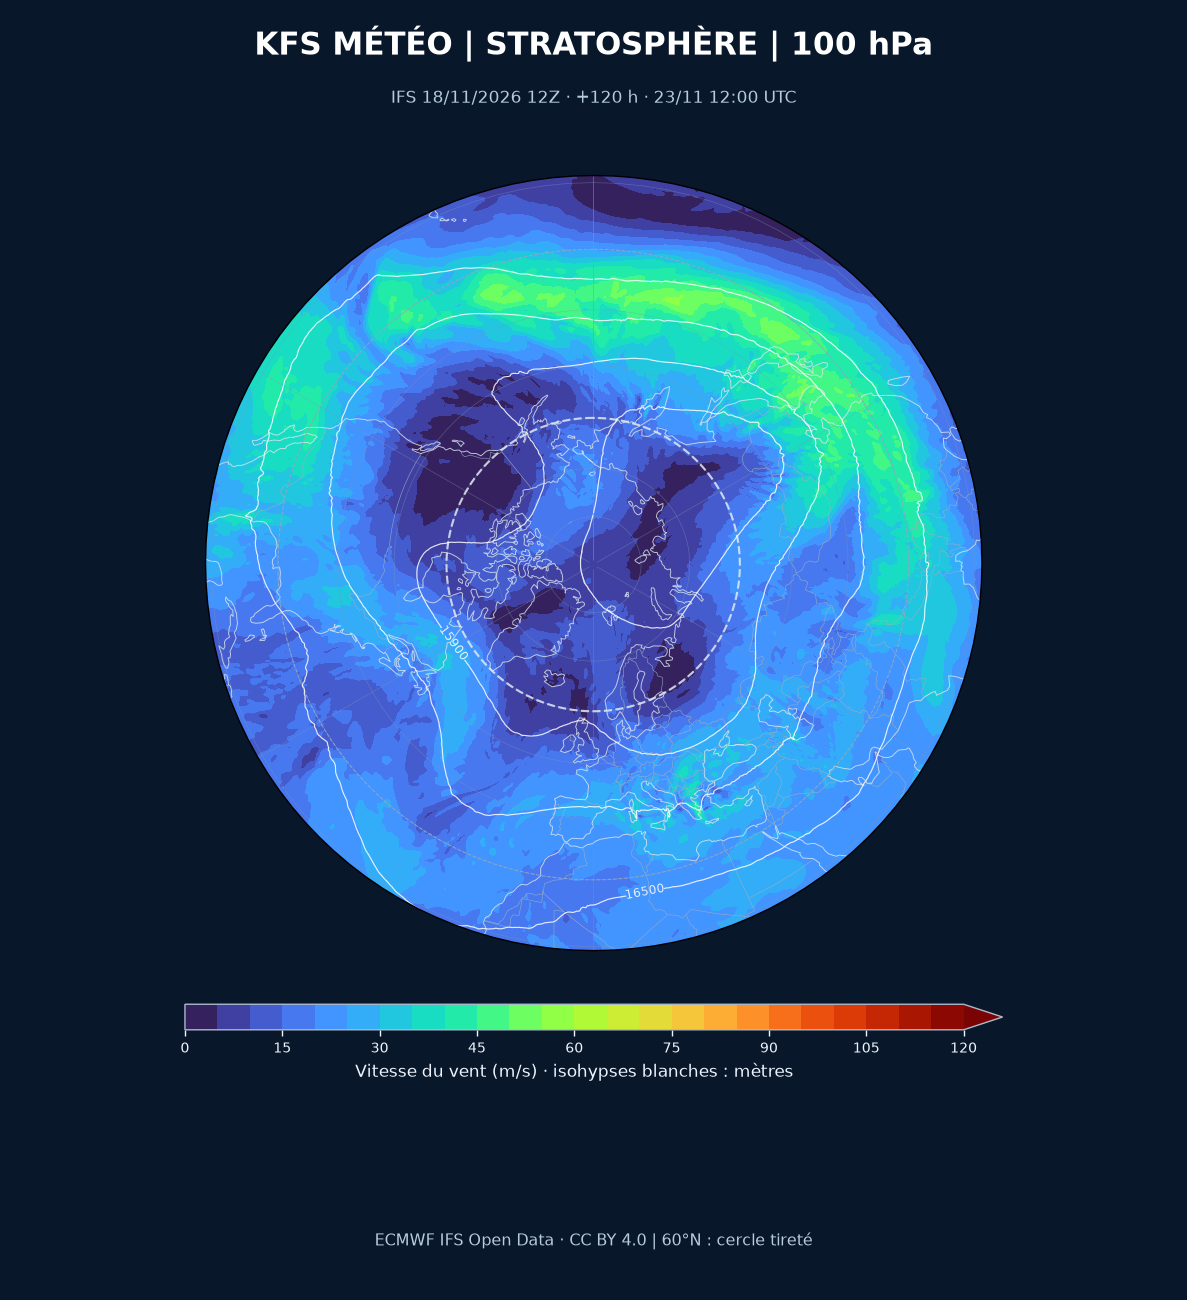 KFS MÉTÉO | STRATOSPHÈRE | 100 hPa
IFS 18/11/2026 12Z · +120 h · 23/11 12:00 UTC
15900
16500
0 15 30 45 60 75 90 105 120
Vitesse du vent (m/s) · isohypses blanches : mètres
ECMWF IFS Open Data · CC BY 4.0 | 60°N : cercle tireté